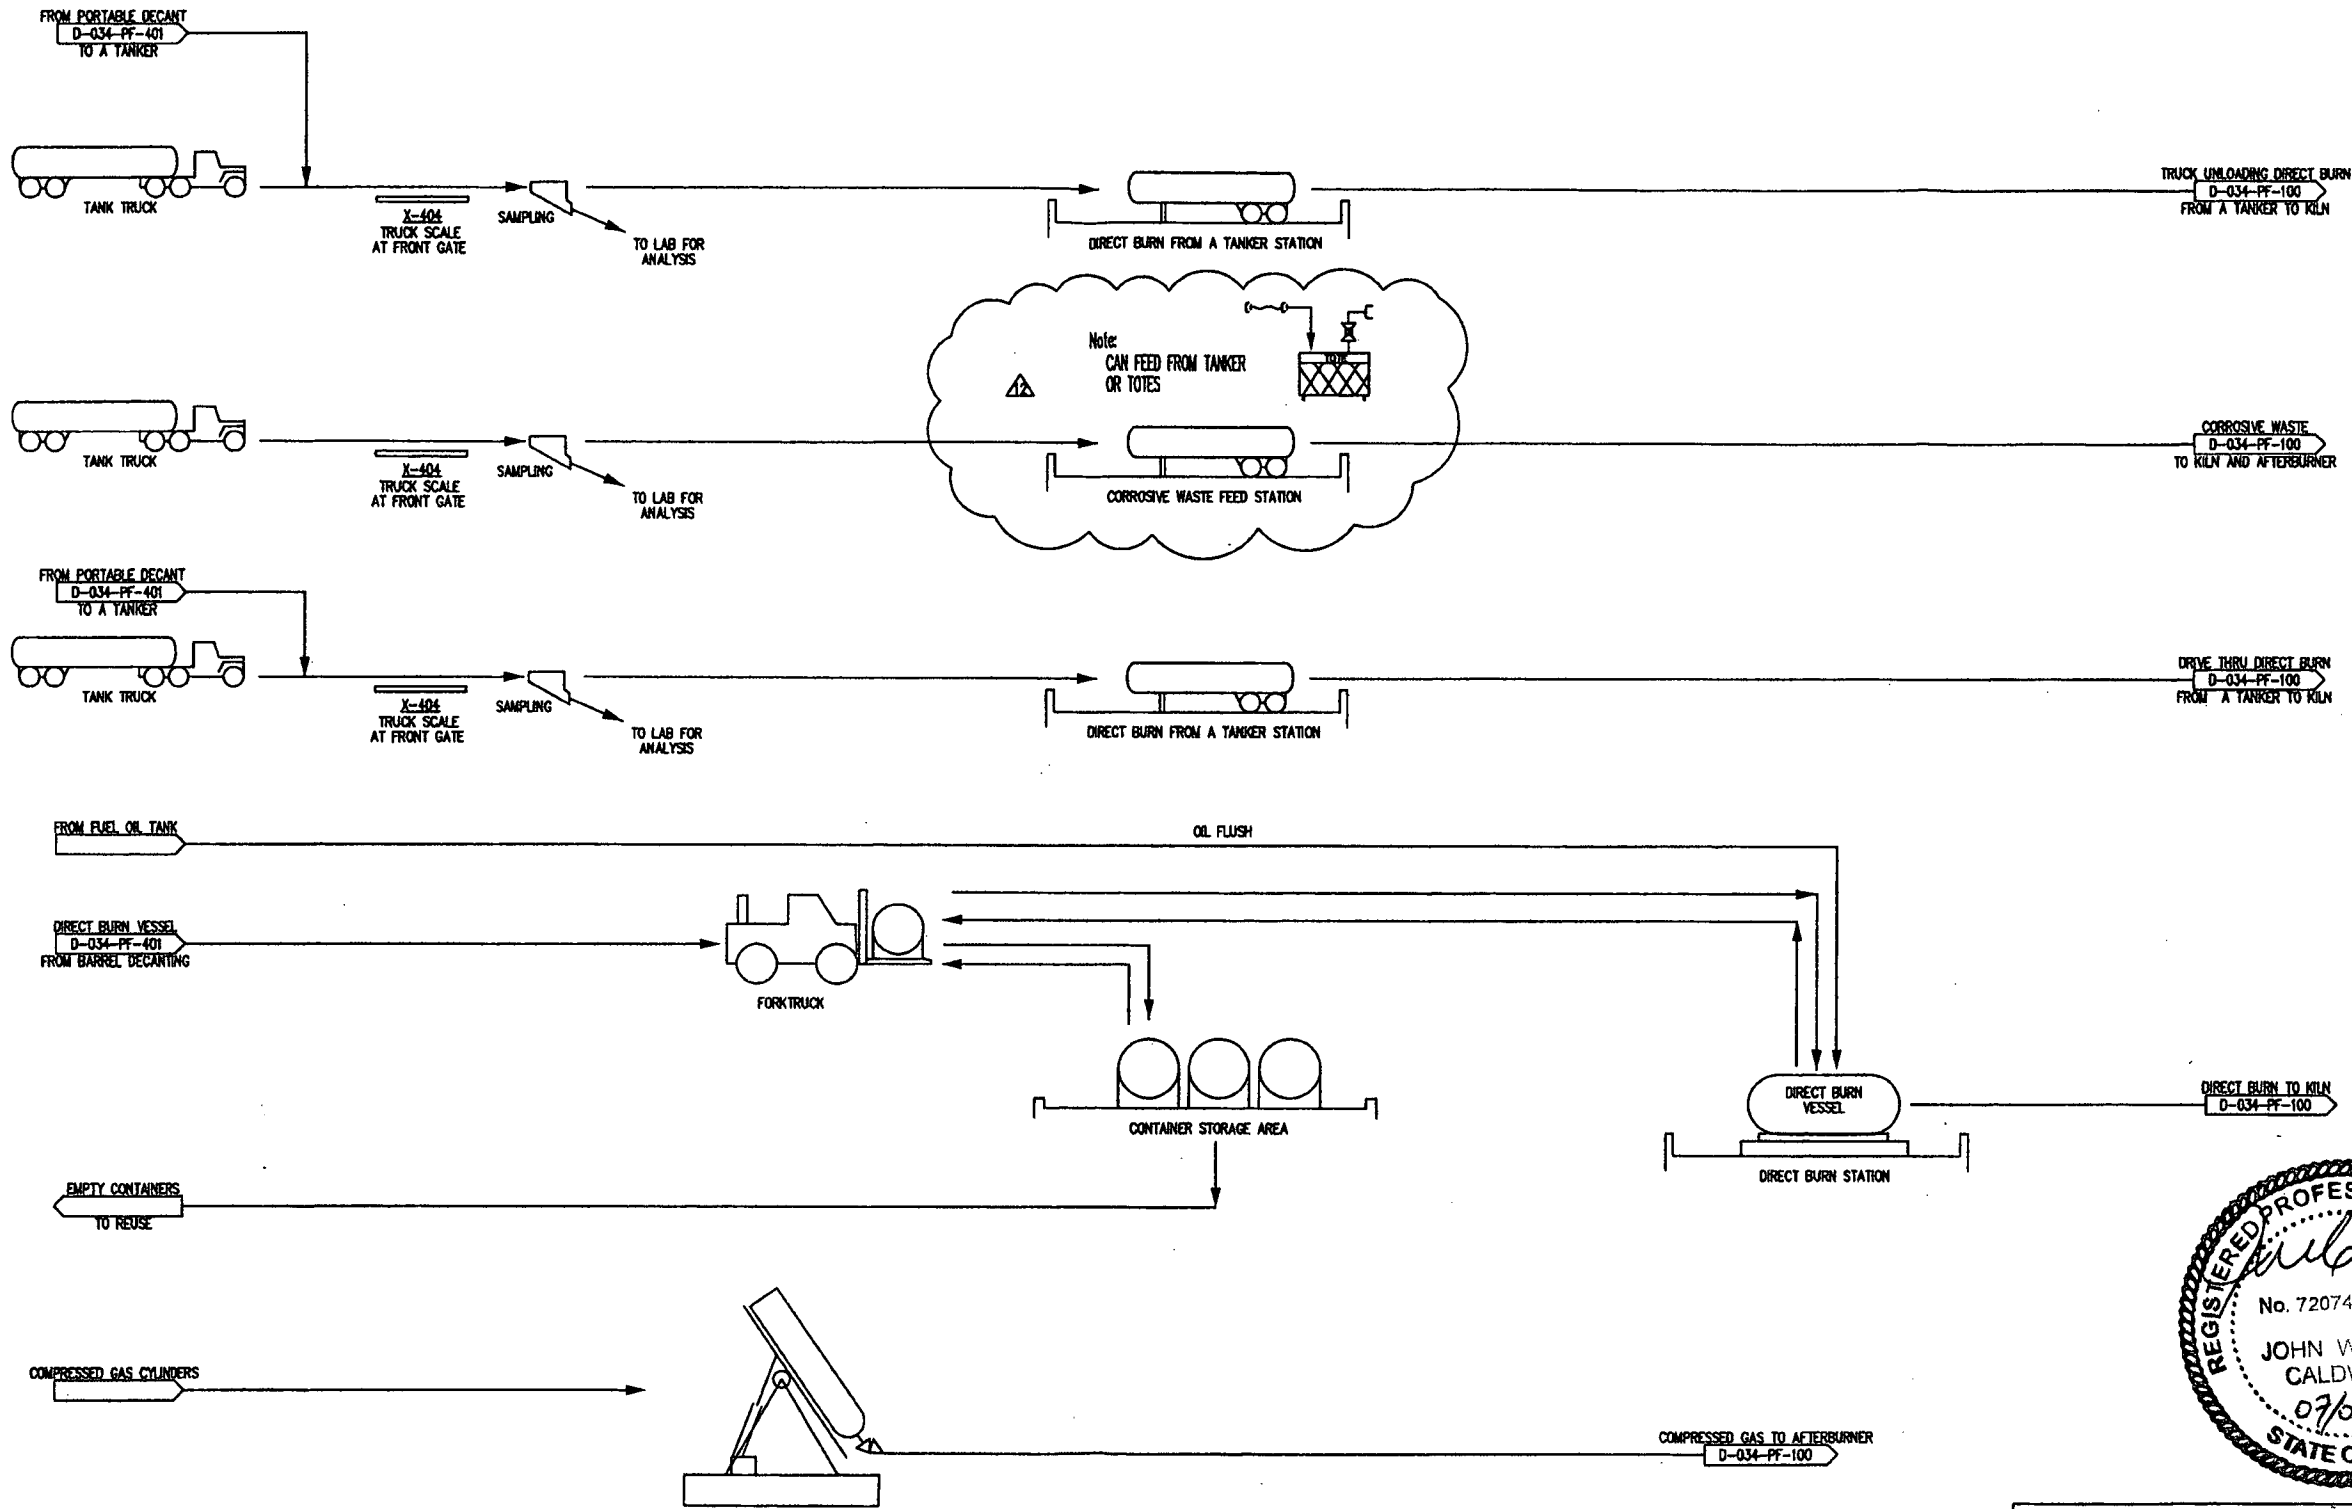 FROM PORTABLE DECANT
D-034-PF-401
TO A TANKER
TANK TRUCK
X-404
TRUCK SCALE
AT FRONT GATE
SAMPLING
TO LAB FOR
ANALYSIS
DIRECT BURN FROM A TANKER STATION
TRUCK UNLOADING DIRECT BURN
D-034-PF-100
FROM A TANKER TO KILN
Note:
CAN FEED FROM TANKER
OR TOTES
12
TOTE
TANK TRUCK
X-404
TRUCK SCALE
AT FRONT GATE
SAMPLING
TO LAB FOR
ANALYSIS
CORROSIVE WASTE FEED STATION
CORROSIVE WASTE
D-034-PF-100
TO KILN AND AFTERBURNER
FROM PORTABLE DECANT
D-034-PF-401
TO A TANKER
TANK TRUCK
X-404
TRUCK SCALE
AT FRONT GATE
SAMPLING
TO LAB FOR
ANALYSIS
DIRECT BURN FROM A TANKER STATION
DRIVE THRU DIRECT BURN
D-034-PF-100
FROM A TANKER TO KILN
FROM FUEL OIL TANK
OIL FLUSH
DIRECT BURN VESSEL
D-034-PF-401
FROM BARREL DECANTING
FORKTRUCK
CONTAINER STORAGE AREA
DIRECT BURN
VESSEL
DIRECT BURN STATION
DIRECT BURN TO KILN
D-034-PF-100
EMPTY CONTAINERS
TO REUSE
COMPRESSED GAS CYLINDERS
COMPRESSED GAS TO AFTERBURNER
D-034-PF-100
REGISTERED PROFES
No. 72074
JOHN W
CALDW
07/0
STATE O